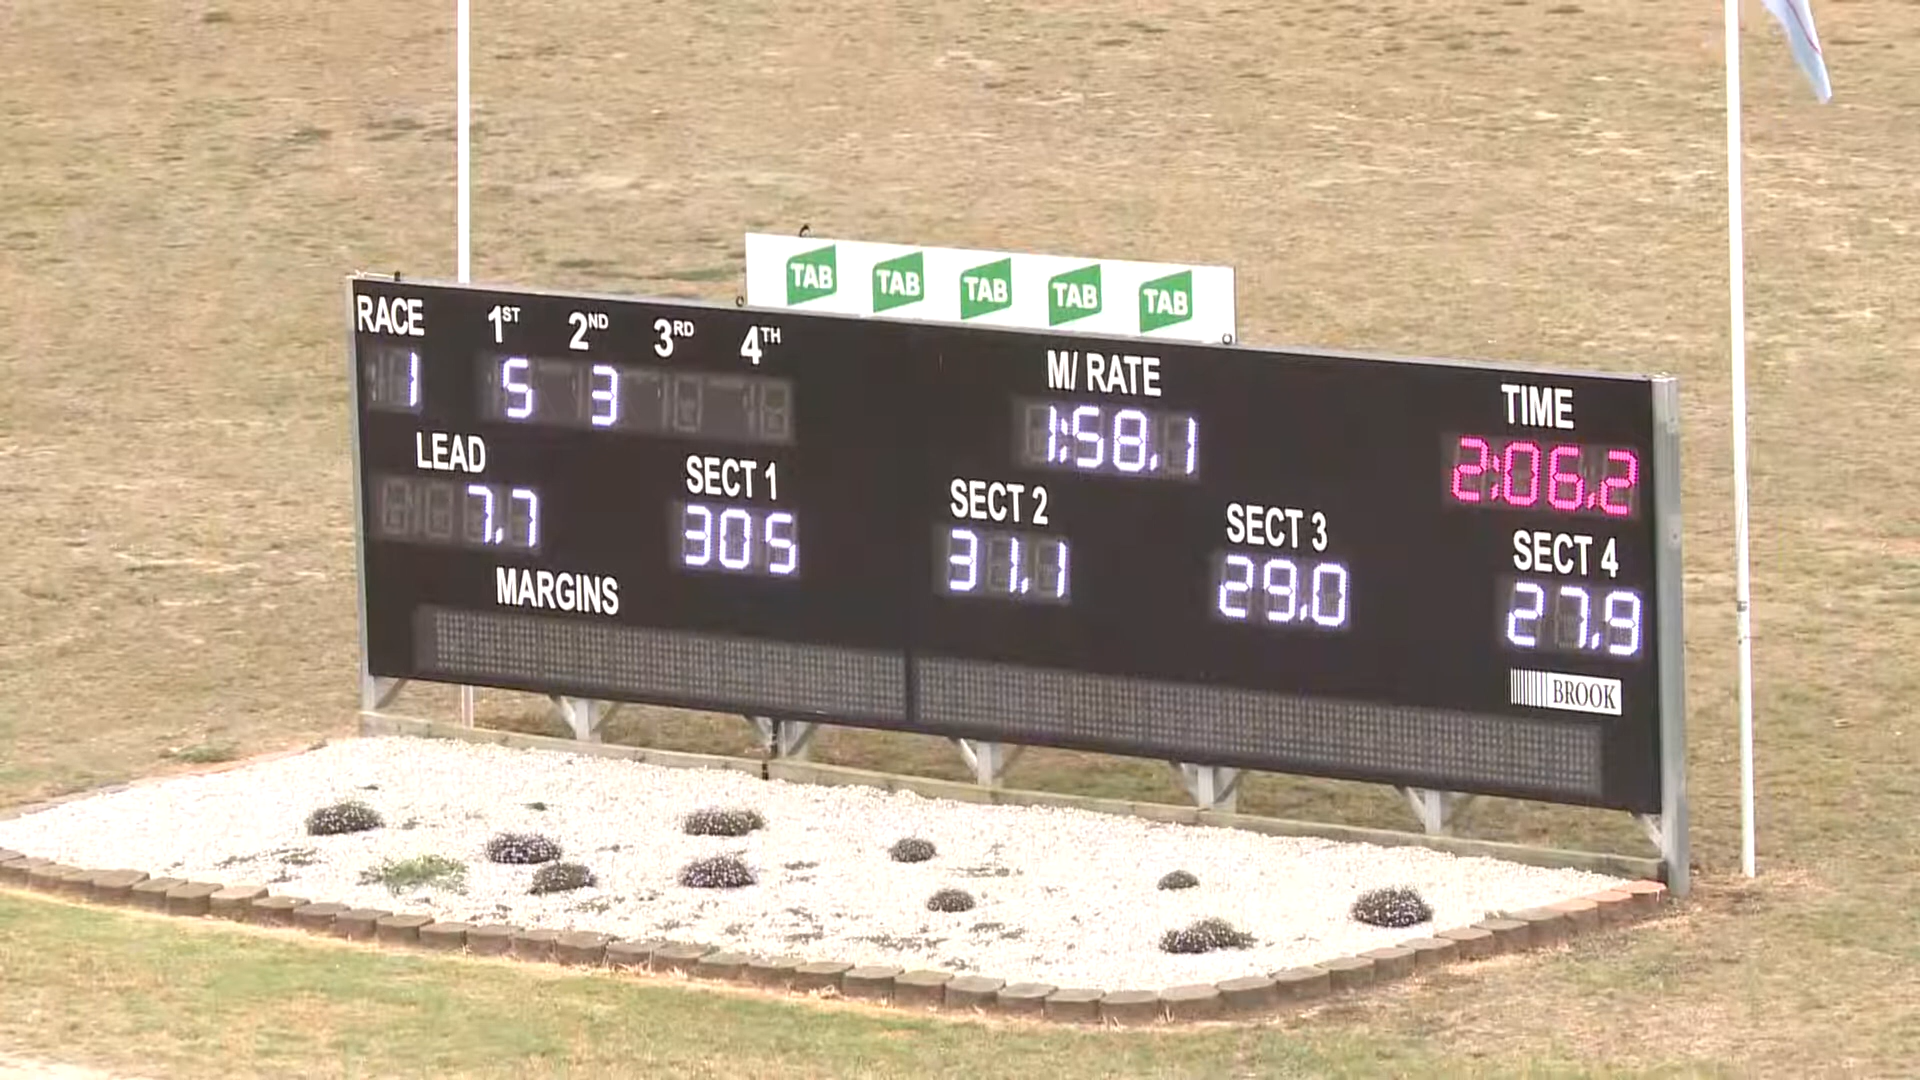 TAB TAB TAB TAB TAB
RACE 1ST 2ND 3RD 4TH
1 5 3
M/ RATE
1:58.1
TIME
2:06.2
LEAD
7.7
SECT 1
305
SECT 2
31.1
SECT 3
29.0
SECT 4
27.9
MARGINS
BROOK